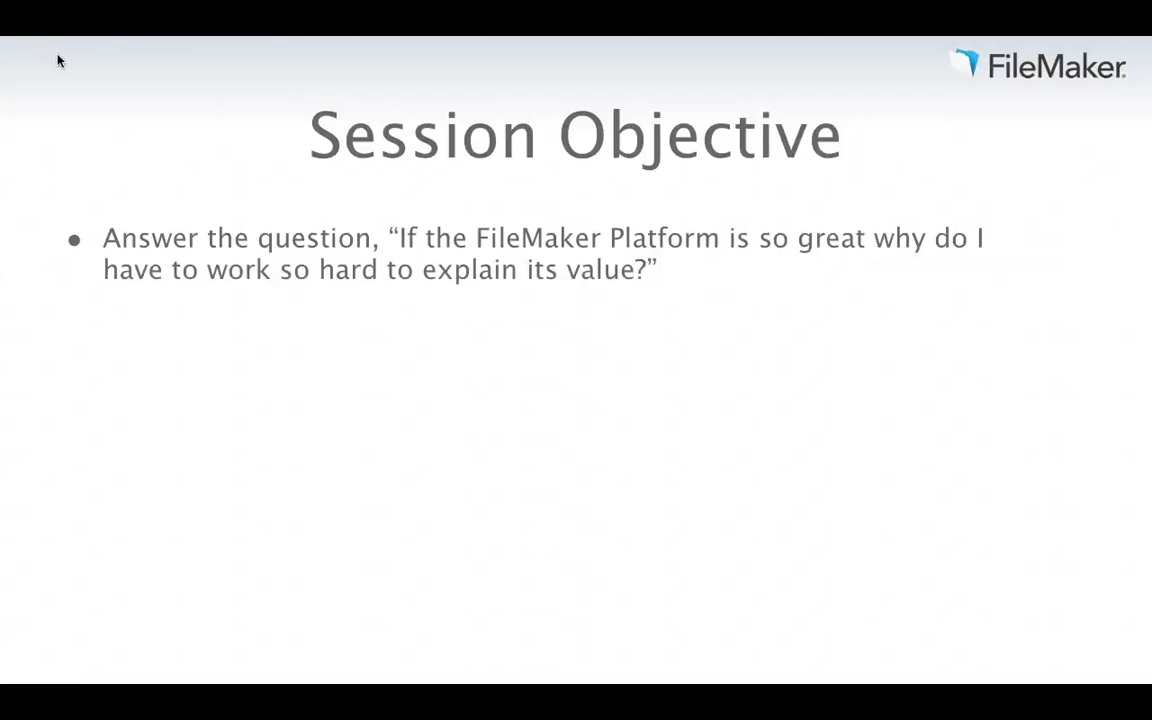 FileMaker
Session Objective
• Answer the question, “If the FileMaker Platform is so great why do I
have to work so hard to explain its value?”